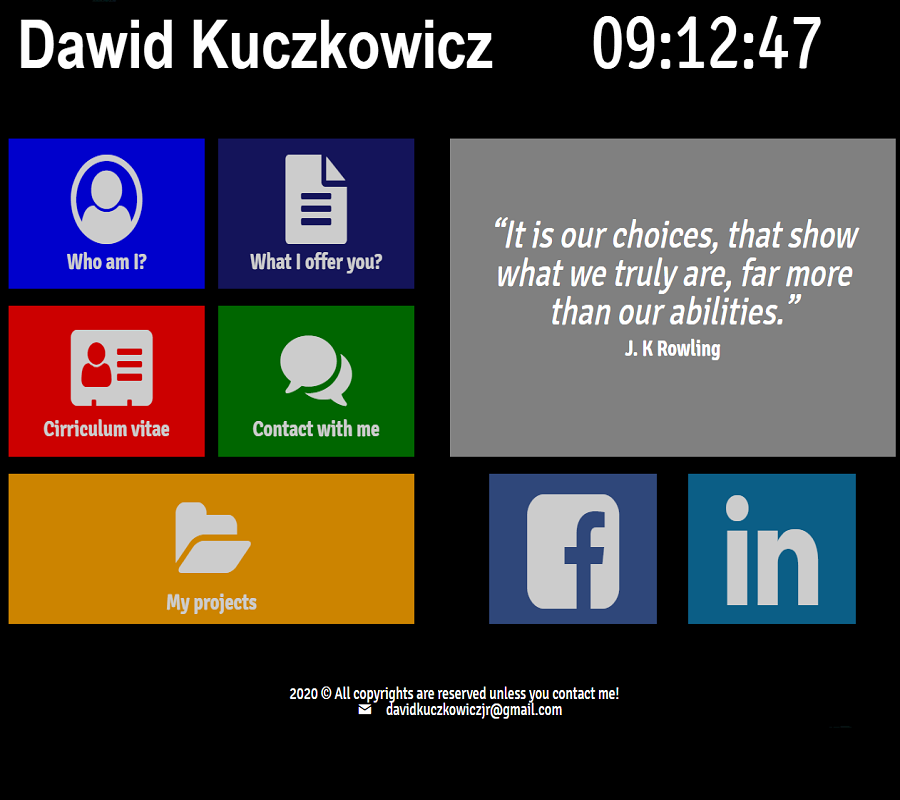 Dawid Kuczkowicz
09:12:47
Who am I?
What I offer you?
“It is our choices, that show
what we truly are, far more
than our abilities.”
J. K Rowling
Cirriculum vitae
Contact with me
My projects
f
in
2020 © All copyrights are reserved unless you contact me!
davidkuczkowiczjr@gmail.com